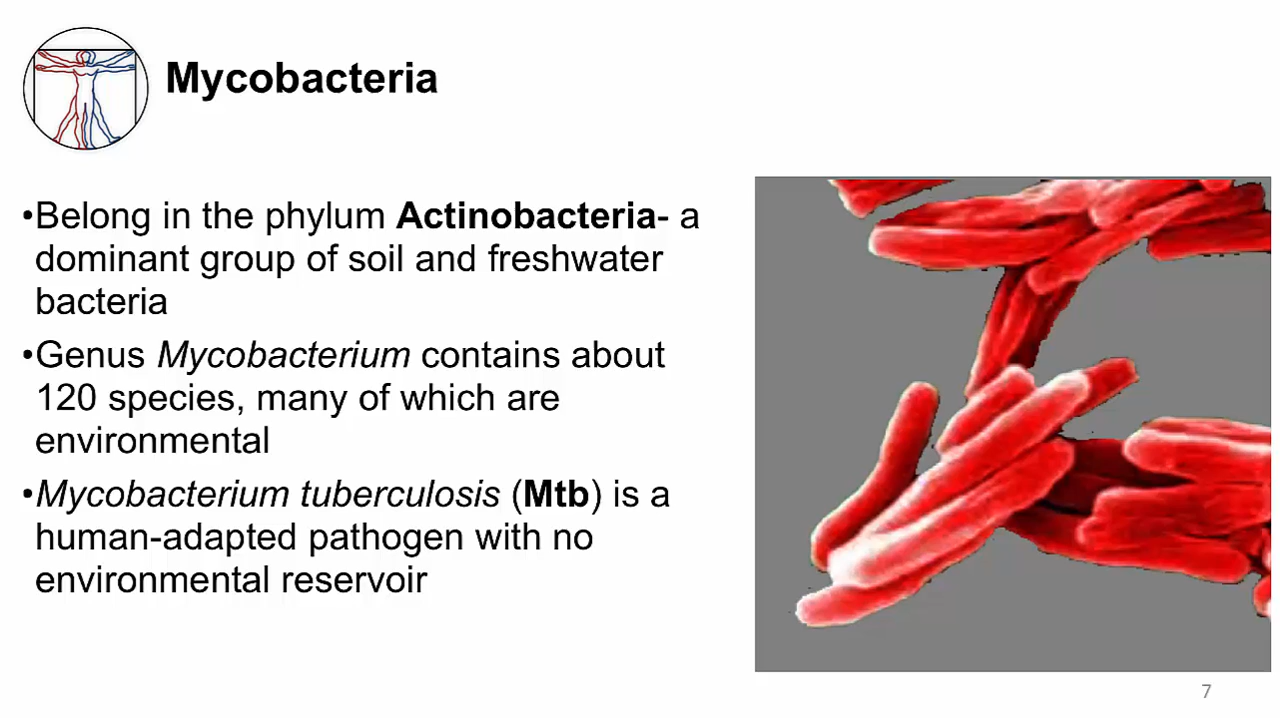 Mycobacteria
•Belong in the phylum Actinobacteria- a
dominant group of soil and freshwater
bacteria
•Genus Mycobacterium contains about
120 species, many of which are
environmental
•Mycobacterium tuberculosis (Mtb) is a
human-adapted pathogen with no
environmental reservoir
7